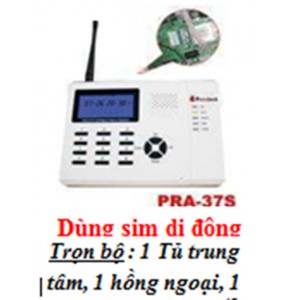 PRA-37S
Dùng sim di động
Trọn bộ : 1 Tủ trung
tâm, 1 hồng ngoại, 1